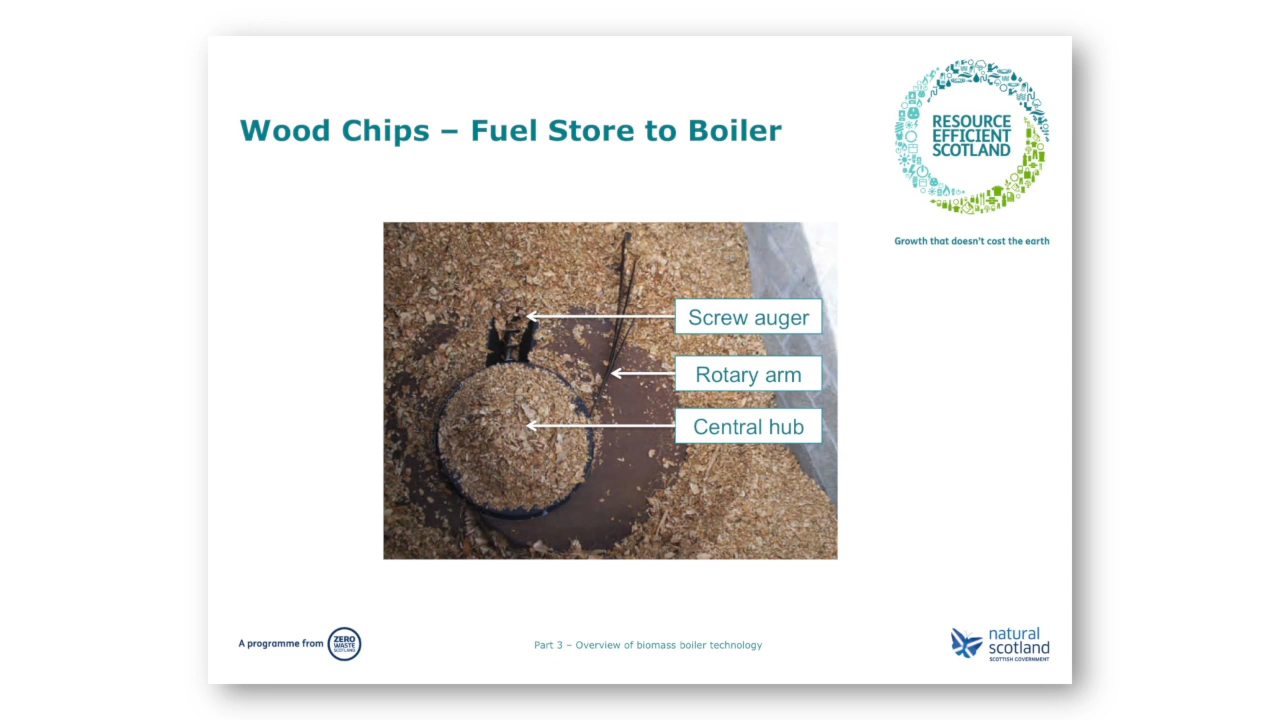 Wood Chips – Fuel Store to Boiler
RESOURCE
EFFICIENT
SCOTLAND
Growth that doesn’t cost the earth
Screw auger
Rotary arm
Central hub
A programme from
ZERO
WASTE
SCOTLAND
Part 3 – Overview of biomass boiler technology
natural
scotland
SCOTTISH GOVERNMENT